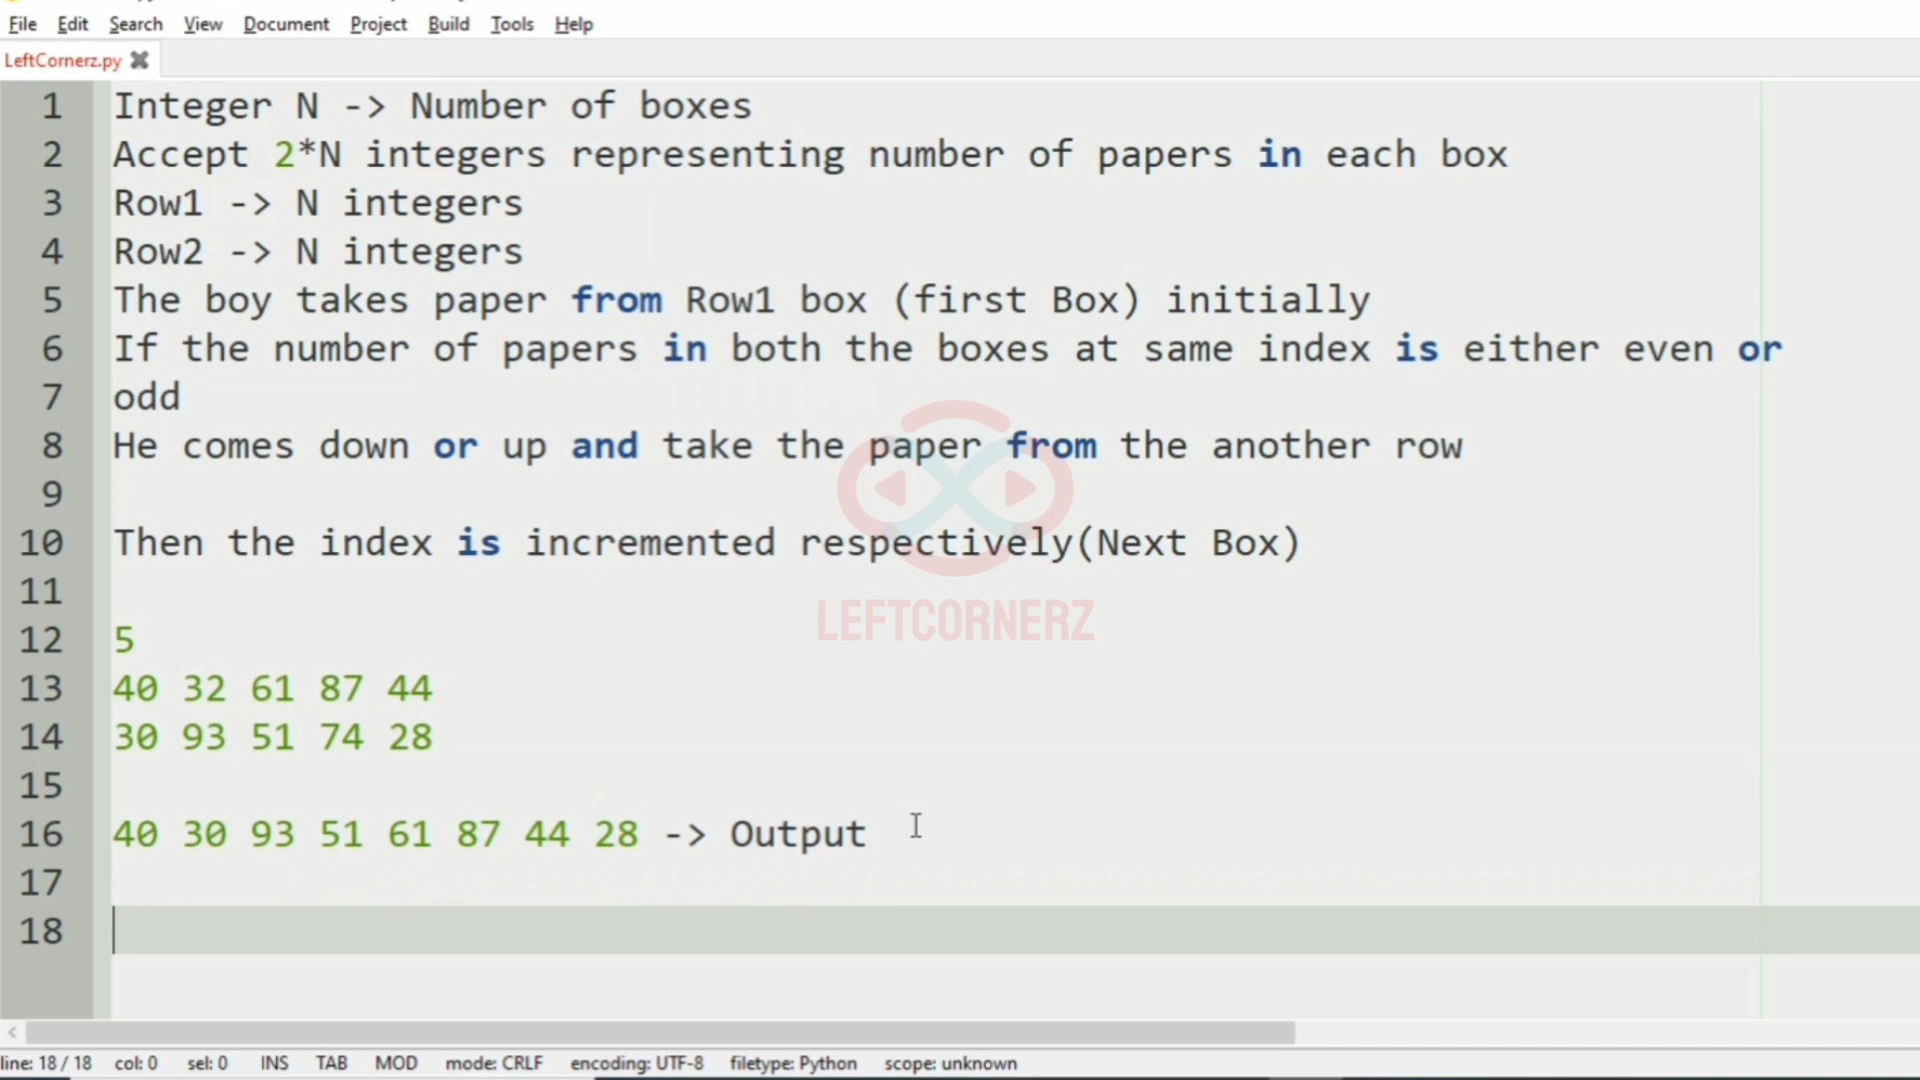 File Edit Search View Document Project Build Tools Help
LeftCornerz.py
1 Integer N -> Number of boxes
2 Accept 2*N integers representing number of papers in each box
3 Row1 -> N integers
4 Row2 -> N integers
5 The boy takes paper from Row1 box (first Box) initially
6 If the number of papers in both the boxes at same index is either even or
7 odd
8 He comes down or up and take the paper from the another row
9
10 Then the index is incremented respectively(Next Box)
11
12 5
13 40 32 61 87 44
14 30 93 51 74 28
15
16 40 30 93 51 61 87 44 28 -> Output
17
18
LEFTCORNERZ
line: 18 / 18 col: 0 sel: 0 INS TAB MOD mode: CRLF encoding: UTF-8 filetype: Python scope: unknown